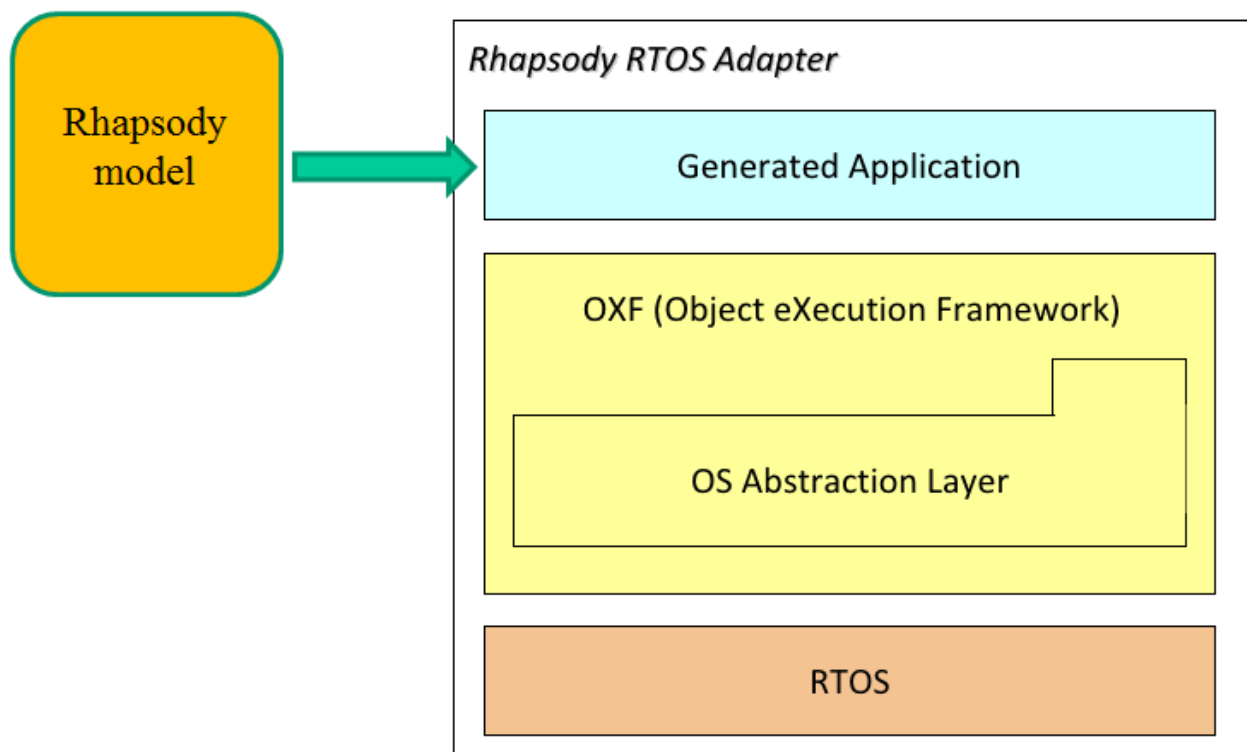 Rhapsody
model
Rhapsody RTOS Adapter
Generated Application
OXF (Object eXecution Framework)
OS Abstraction Layer
RTOS